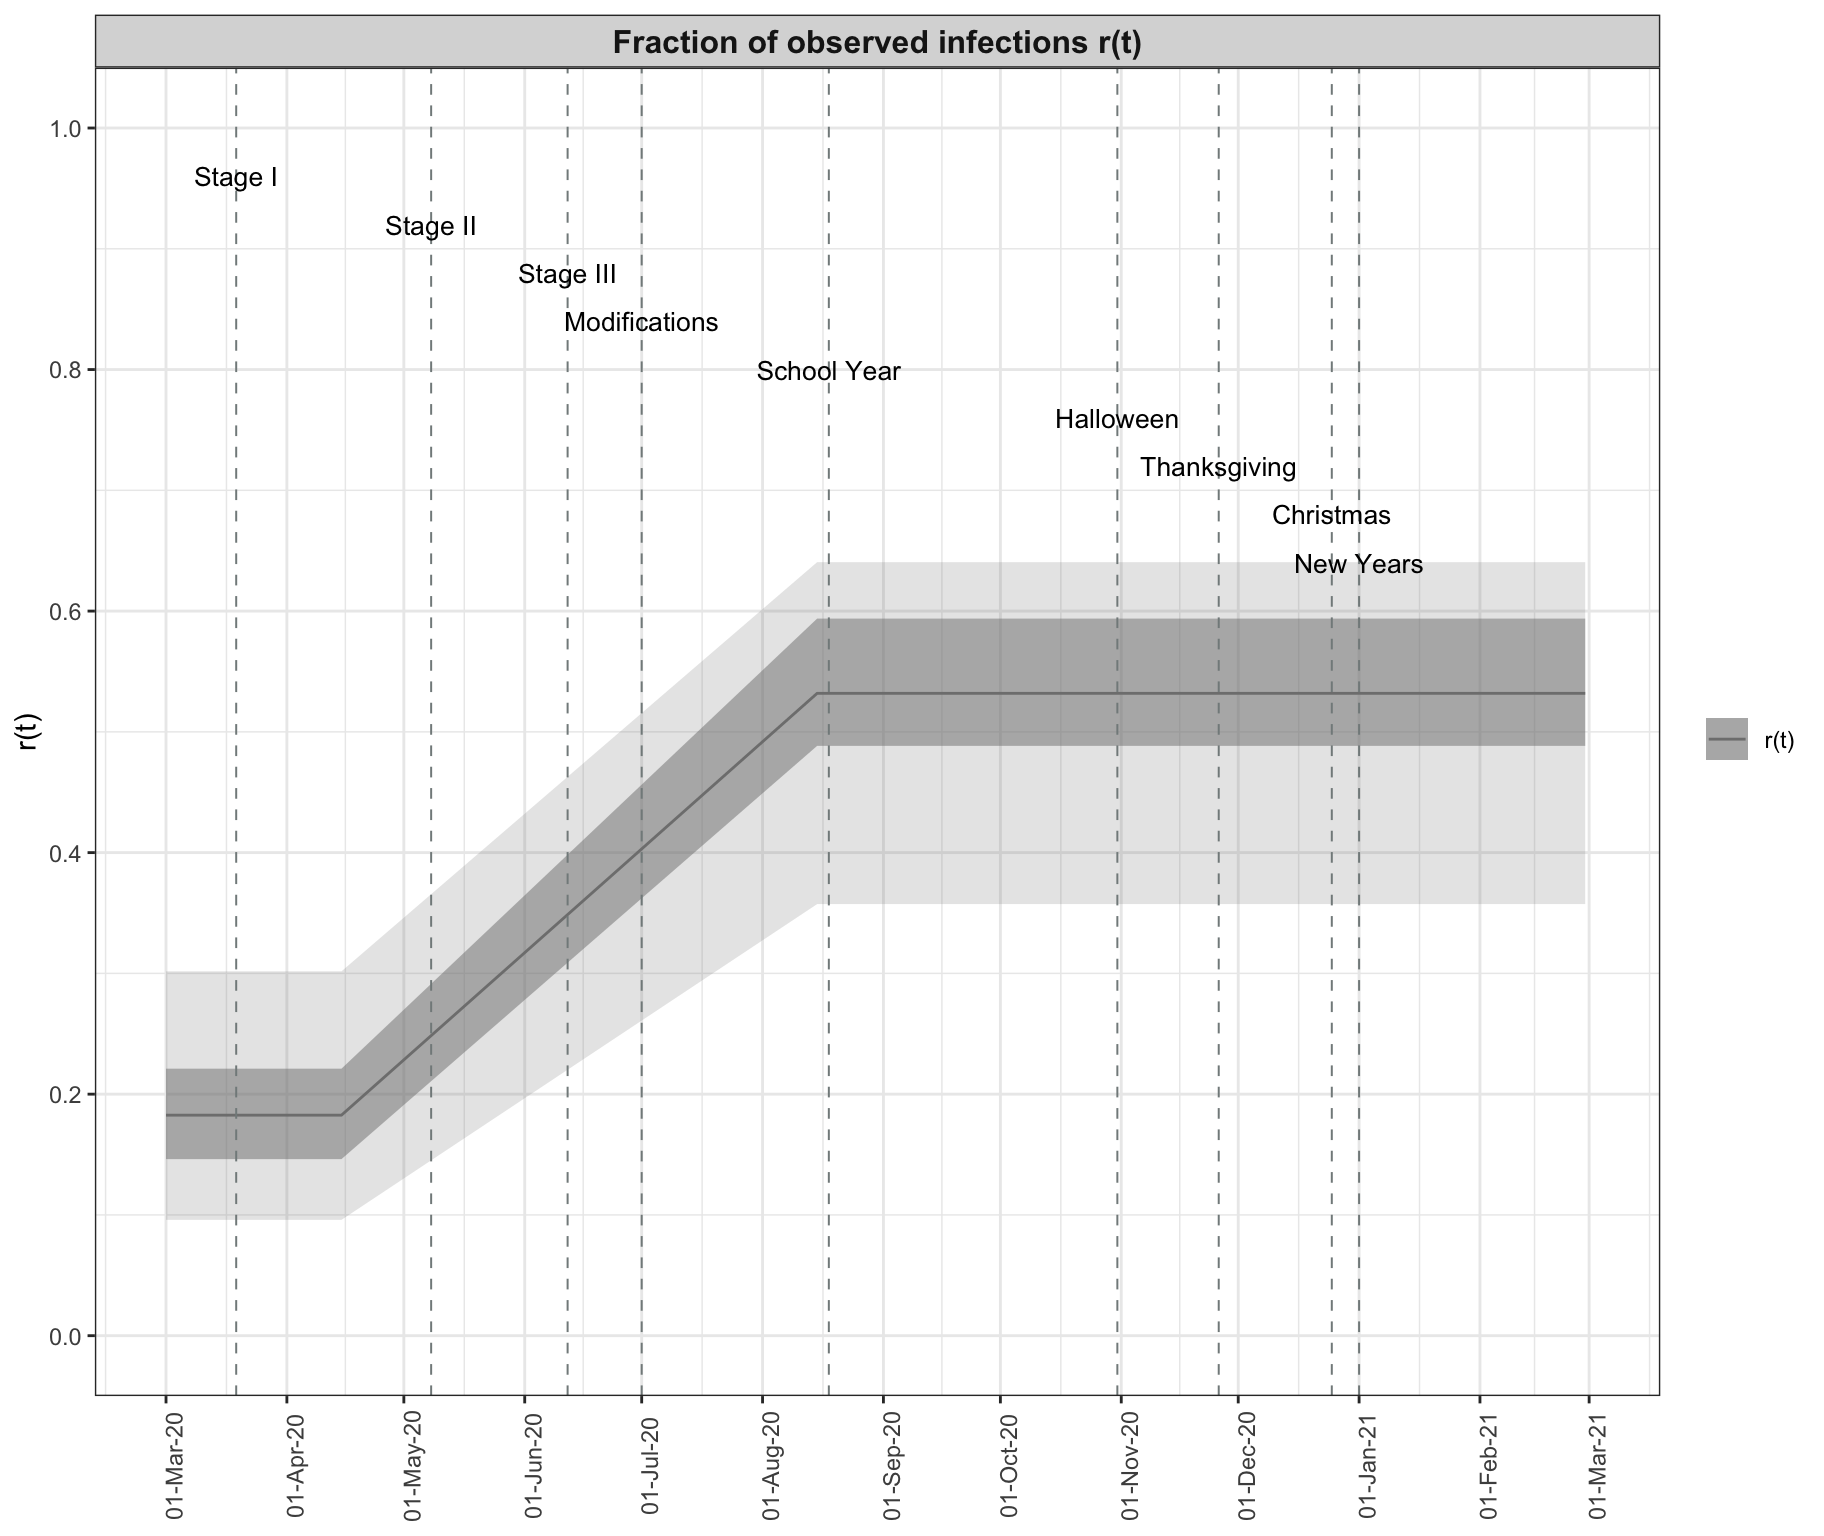 Fraction of observed infections r(t)
1.0
Stage I
Stage II
Stage III
Modifications
0.8
School Year
Halloween
Thanksgiving
Christmas
New Years
0.6
r(t)
r(t)
0.4
0.2
0.0
01-Mar-20
01-Apr-20
01-May-20
01-Jun-20
01-Jul-20
01-Aug-20
01-Sep-20
01-Oct-20
01-Nov-20
01-Dec-20
01-Jan-21
01-Feb-21
01-Mar-21